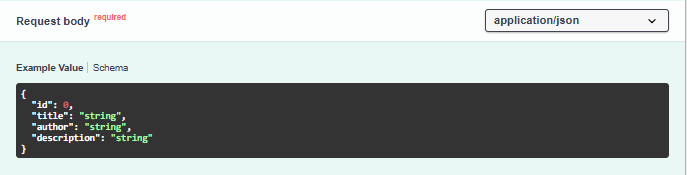 Request body required
application/json
Example Value Schema
{
  "id": 0,
  "title": "string",
  "author": "string",
  "description": "string"
}